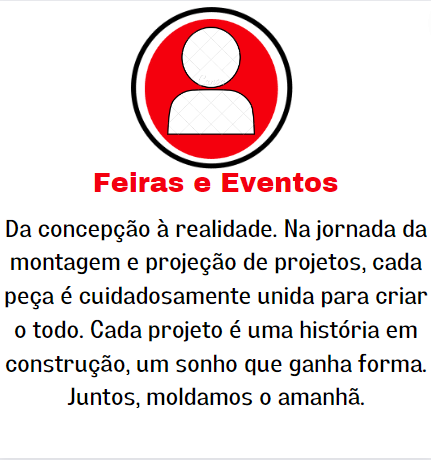 Feiras e Eventos
Da concepção à realidade. Na jornada da
montagem e projeção de projetos, cada
peça é cuidadosamente unida para criar
o todo. Cada projeto é uma história em
construção, um sonho que ganha forma.
Juntos, moldamos o amanhã.